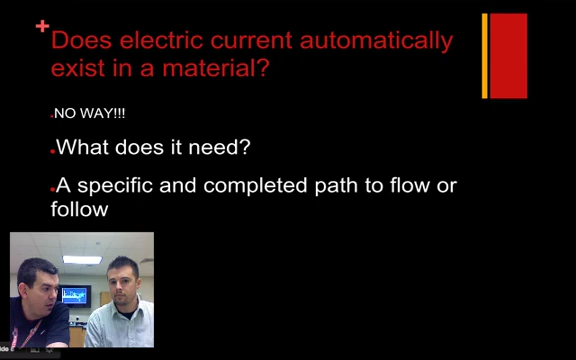 Does electric current automatically
exist in a material?
NO WAY!!!
What does it need?
A specific and completed path to flow or
follow